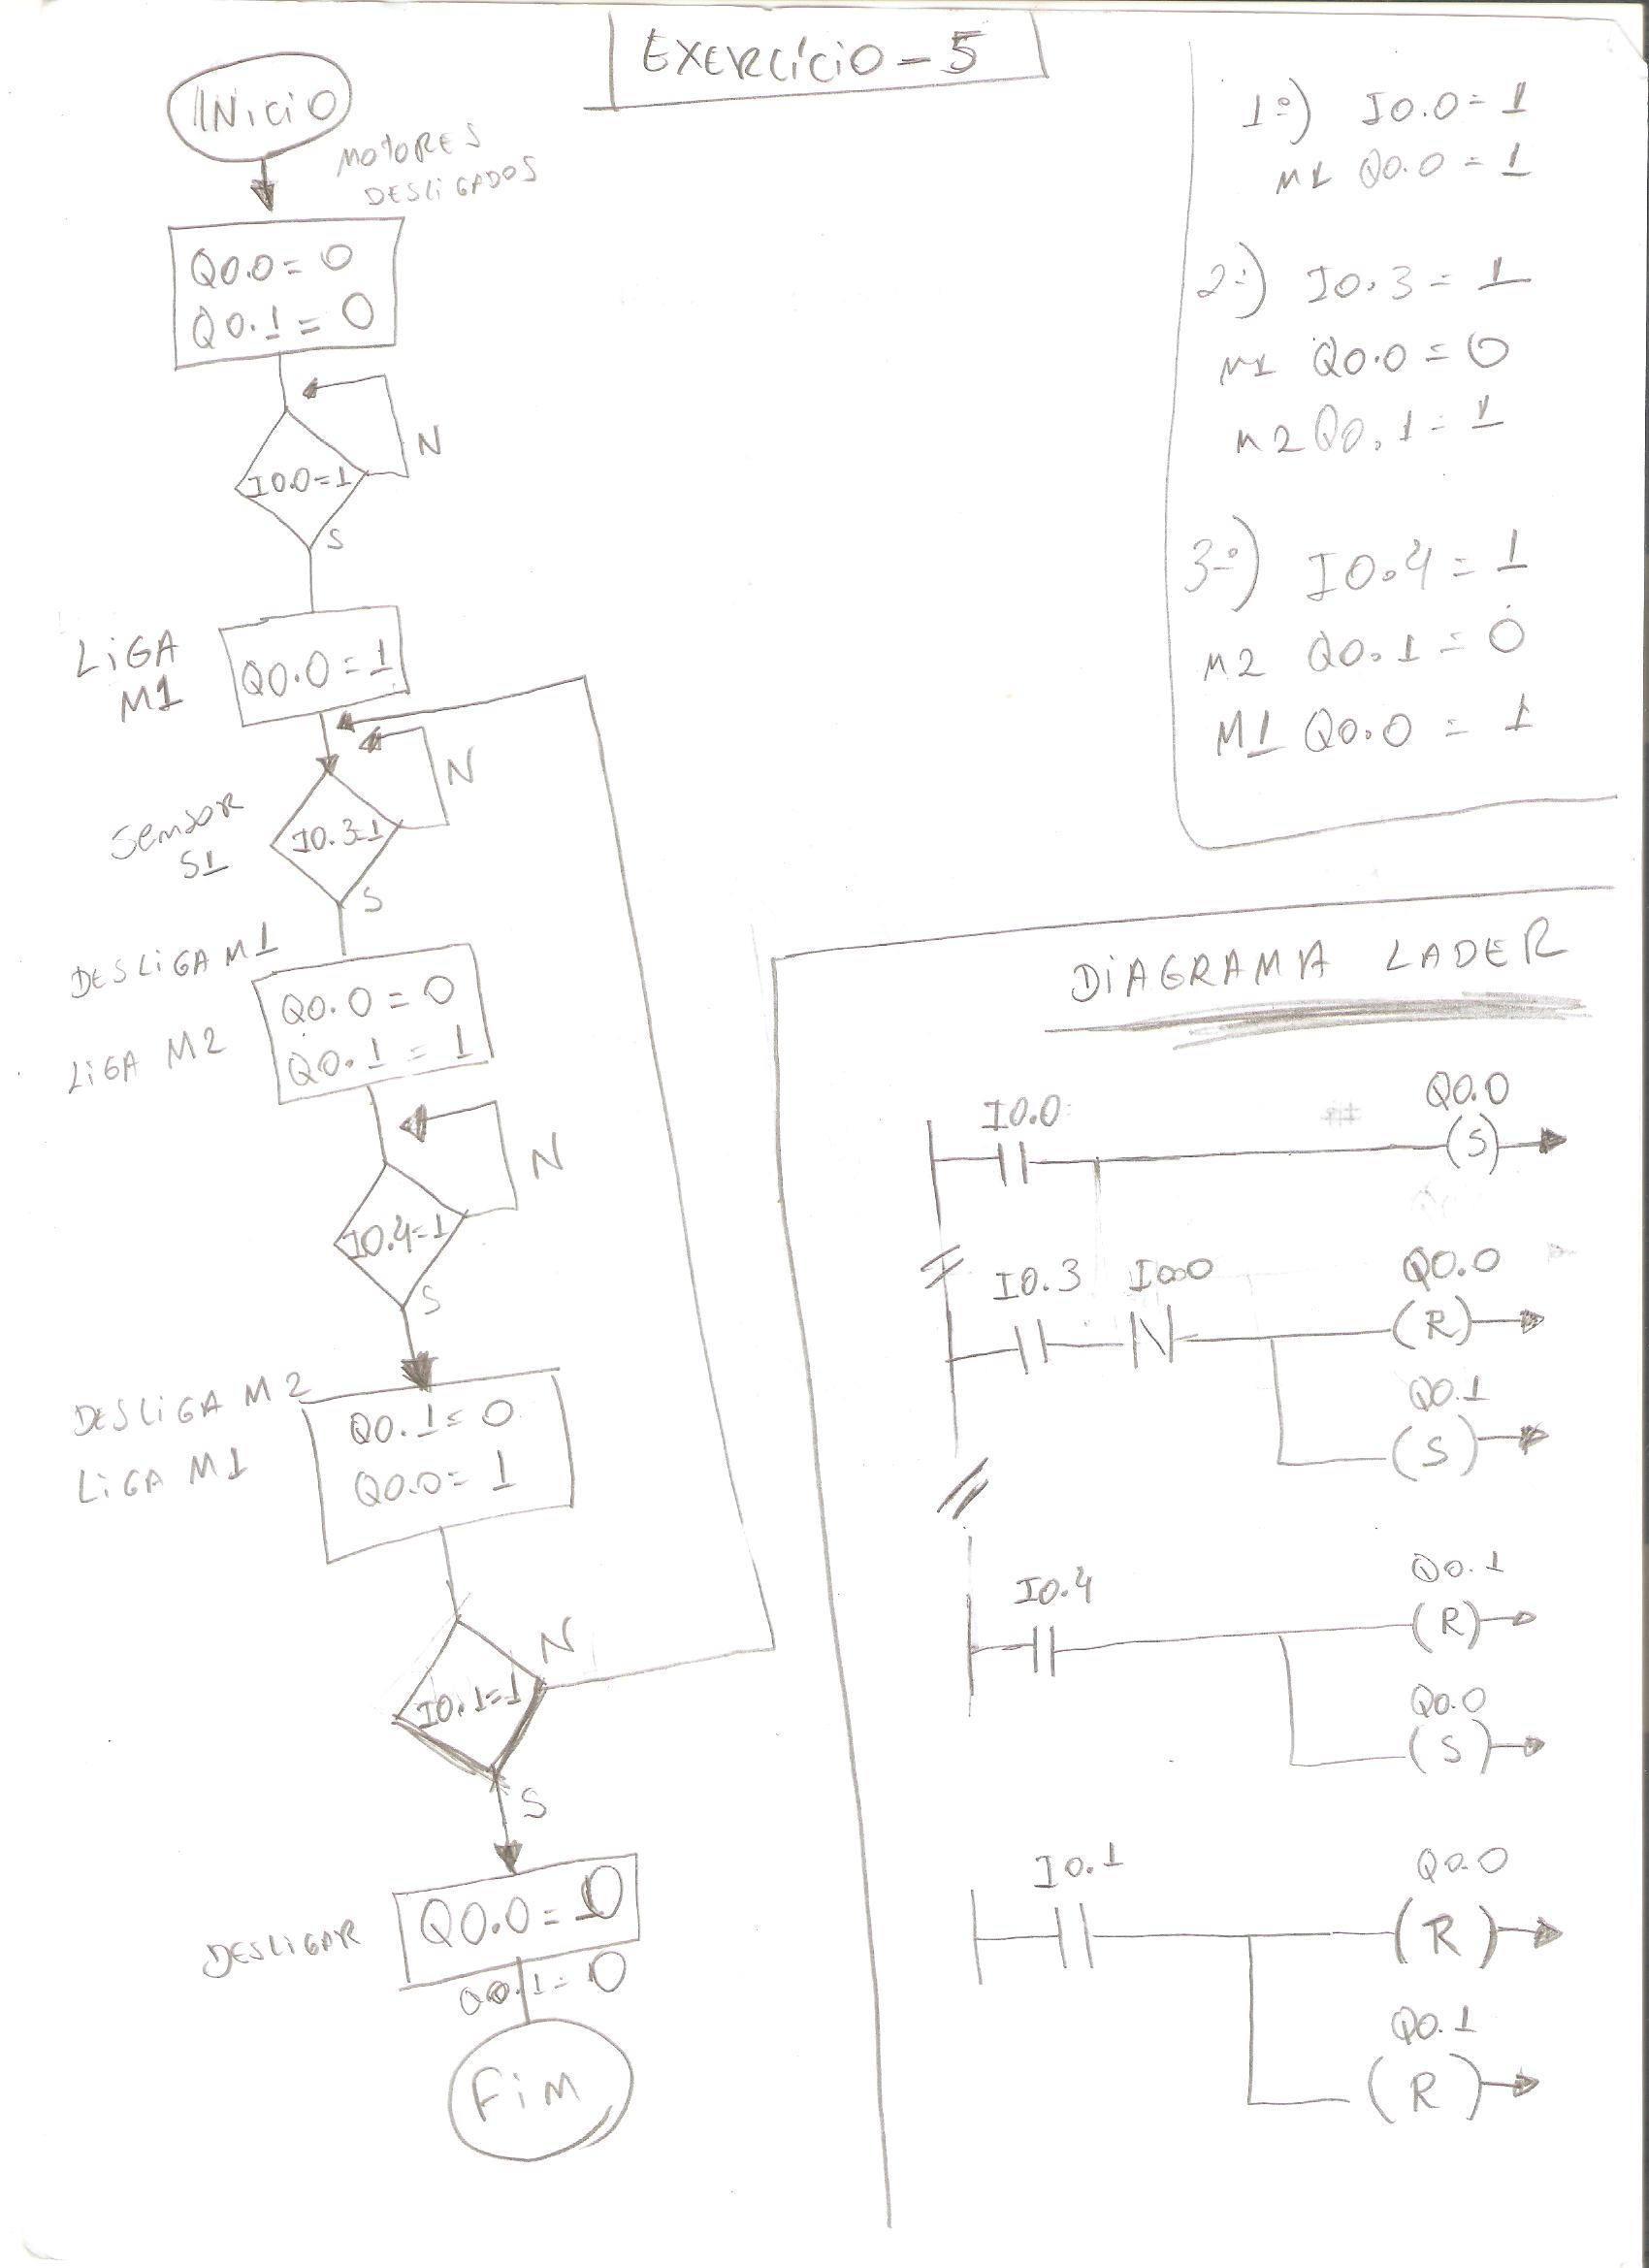 EXERCÍCIO - 5
INICIO
MOTORES
DESLIGADOS
Q0.0 = 0
Q0.1 = 0
I0.0=1
N
S
LIGA
M1
Q0.0=1
N
SENSOR
S1
I0.3=1
S
DESLIGA M1
LIGA M2
Q0.0 = 0
Q0.1 = 1
N
I0.4=1
S
DESLIGA M2
LIGA M1
Q0.1= 0
Q0.0= 1
N
I0.1=1
S
DESLIGAR
Q0.0=0
Q0.1=0
FIM
1º) I0.0=1
M1 Q0.0 = 1
2º) I0.3 = 1
M1 Q0.0 = 0
M2 Q0.1 = 1
3º) I0.4 = 1
M2 Q0.1 = 0
M1 Q0.0 = 1
DIAGRAMA LADER
I0.0
Q0.0
(S)
I0.3 I0.0
Q0.0
(R)
Q0.1
(S)
I0.4
Q0.1
(R)
Q0.0
(S)
I0.1
Q0.0
(R)
Q0.1
(R)